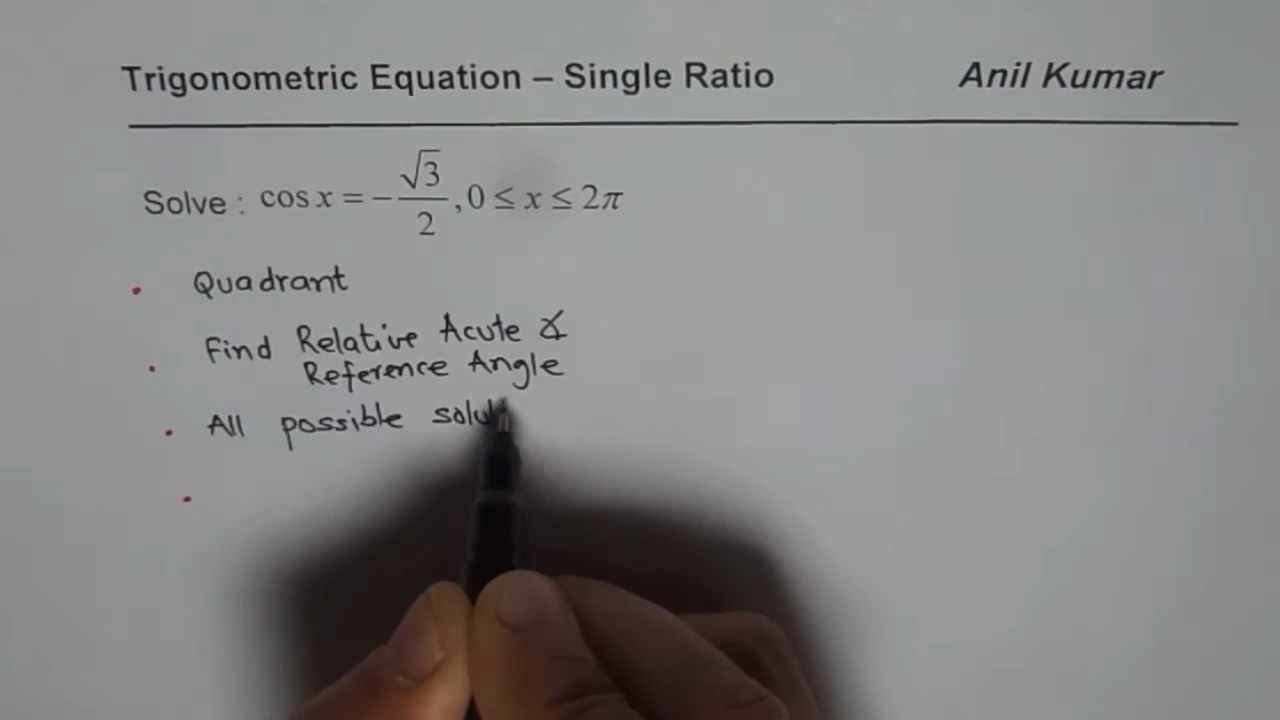 Trigonometric Equation – Single Ratio Anil Kumar
Solve : cos x = -√3/2 , 0 ≤ x ≤ 2π
• Quadrant
• Find Relative Acute ∡
Reference Angle
• All possible
•